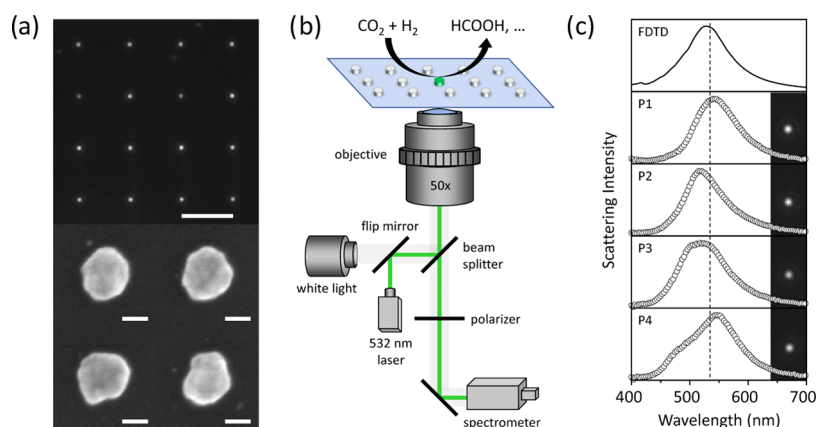 (a)
(b)
CO₂ + H₂
HCOOH, ...
objective
50x
flip mirror
beam
splitter
white light
532 nm
laser
polarizer
spectrometer
(c)
Scattering Intensity
FDTD
P1
P2
P3
P4
400
500
600
700
Wavelength (nm)